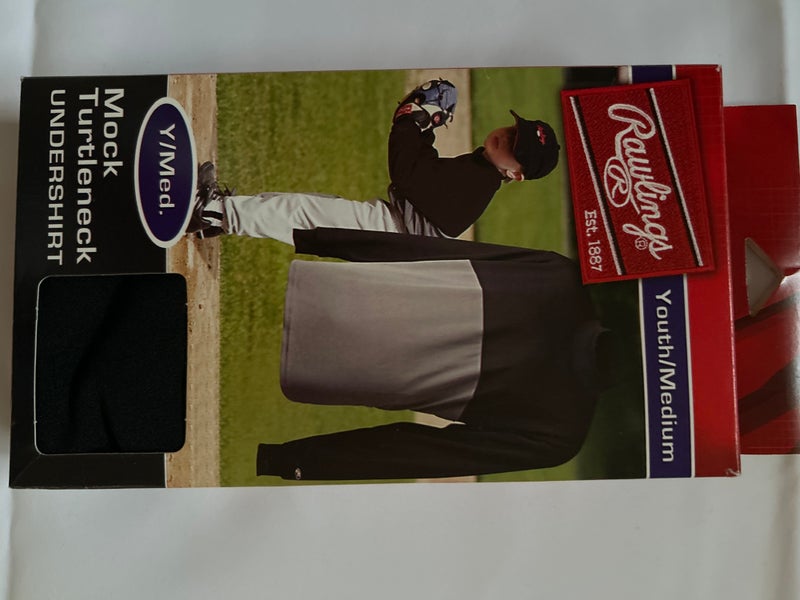 Rawlings®
R
Est. 1887
Youth/Medium
Y/Med.
Mock
Turtleneck
UNDERSHIRT